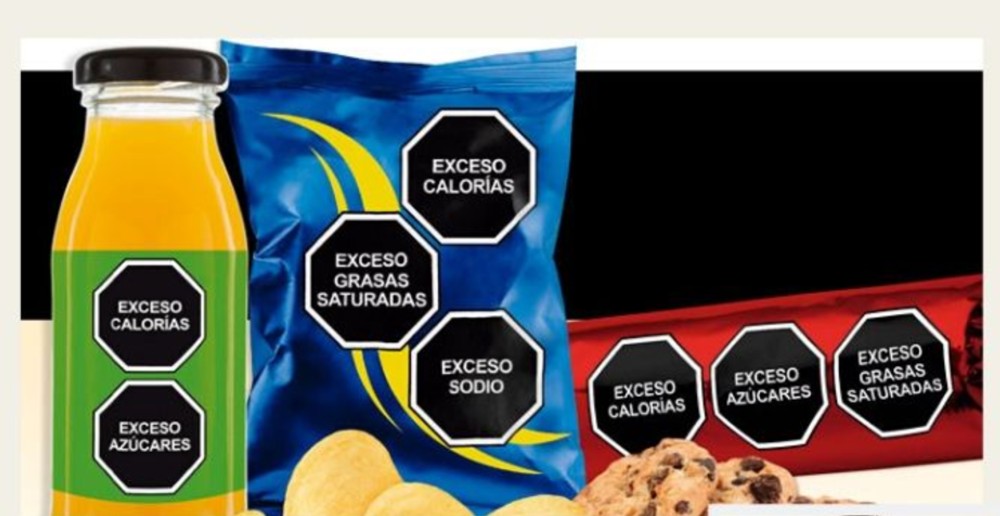 EXCESO
CALORÍAS
EXCESO
AZÚCARES
EXCESO
CALORÍAS
EXCESO
GRASAS
SATURADAS
EXCESO
SODIO
EXCESO
CALORÍAS
EXCESO
AZÚCARES
EXCESO
GRASAS
SATURADAS